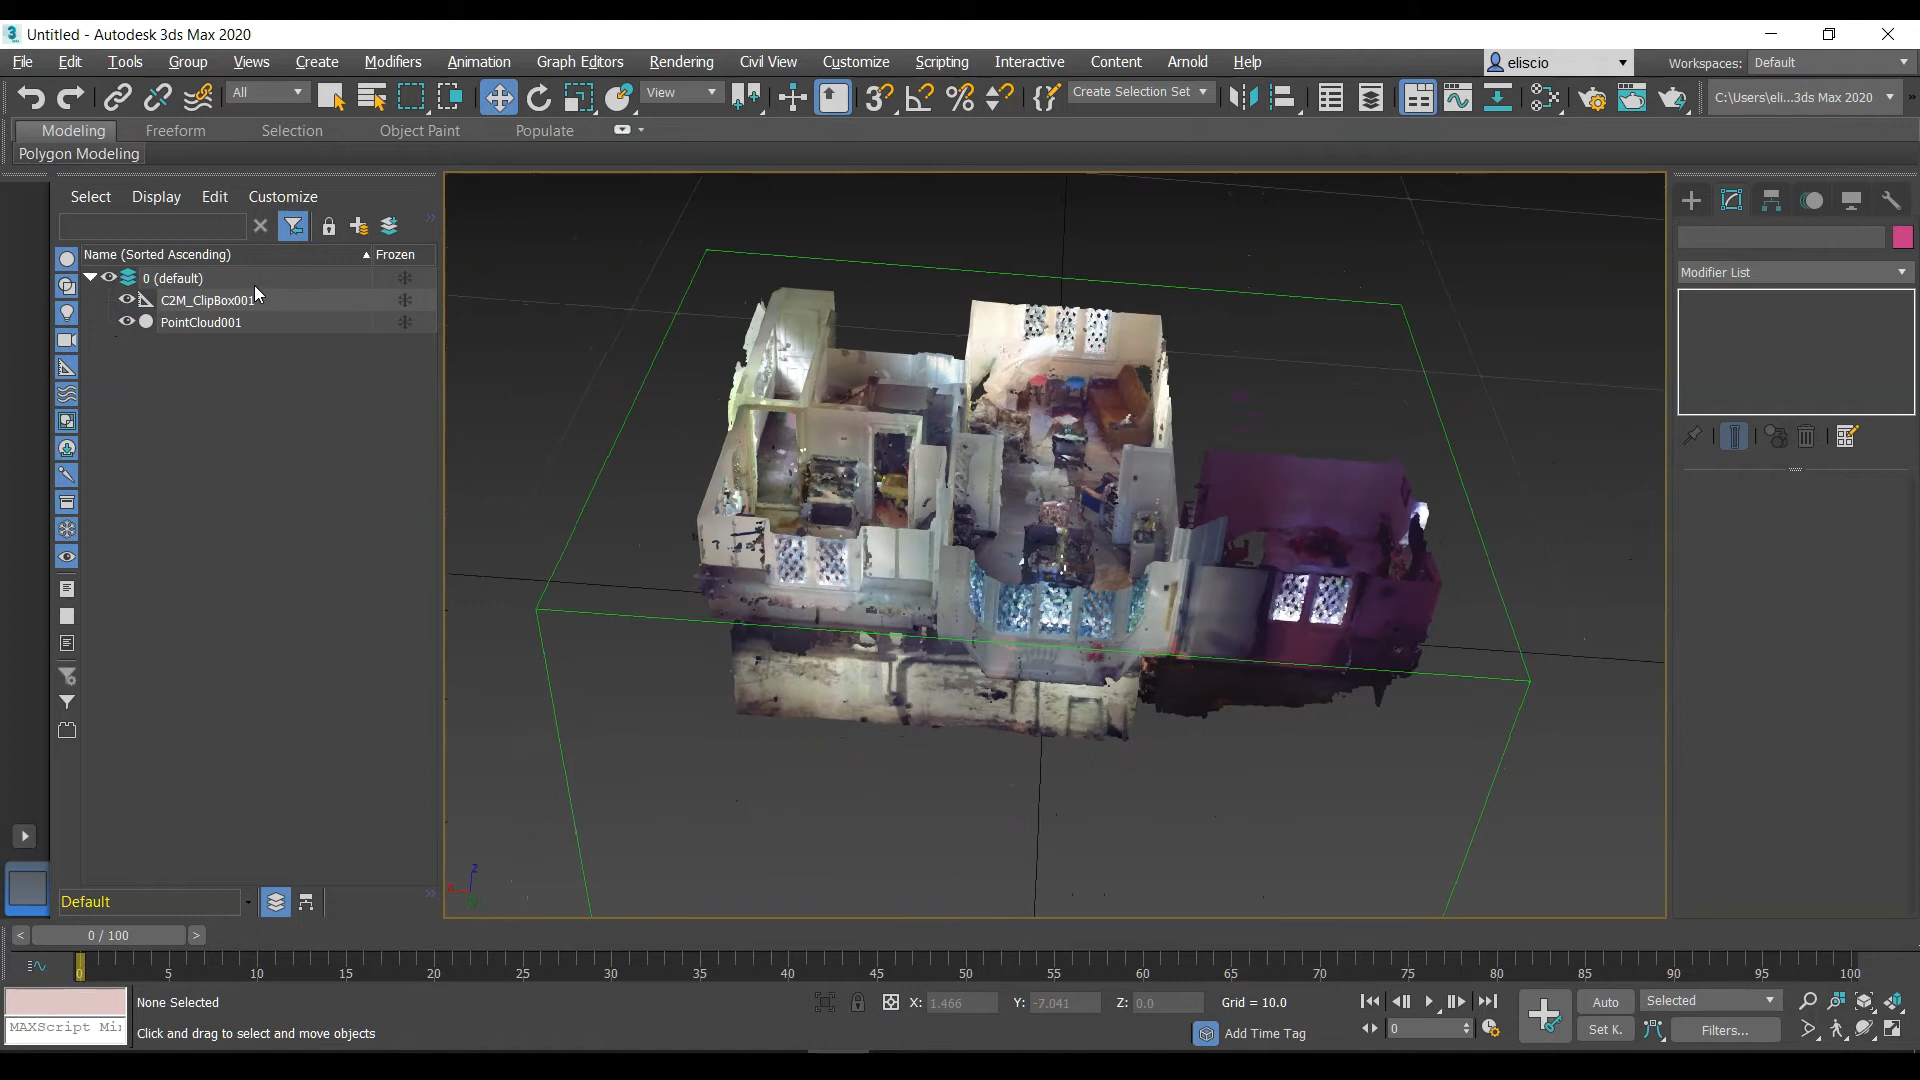 Untitled - Autodesk 3ds Max 2020
File Edit Tools Group Views Create Modifiers Animation Graph Editors Rendering Civil View Customize Scripting Interactive Content Arnold Help
eliscio
Workspaces: Default
All
View
Create Selection Set
C:\Users\eli...3ds Max 2020
Modeling Freeform Selection Object Paint Populate
Polygon Modeling
Select Display Edit Customize
Name (Sorted Ascending) Frozen
0 (default)
C2M_ClipBox001
PointCloud001
Modifier List
Default
0 / 100
0 5 10 15 20 25 30 35 40 45 50 55 60 65 70 75 80 85 90 95 100
None Selected
X: 1.466 Y: -7.041 Z: 0.0 Grid = 10.0
Auto Selected
MAXScript Mi
Click and drag to select and move objects
Add Time Tag
0
Set K. Filters...